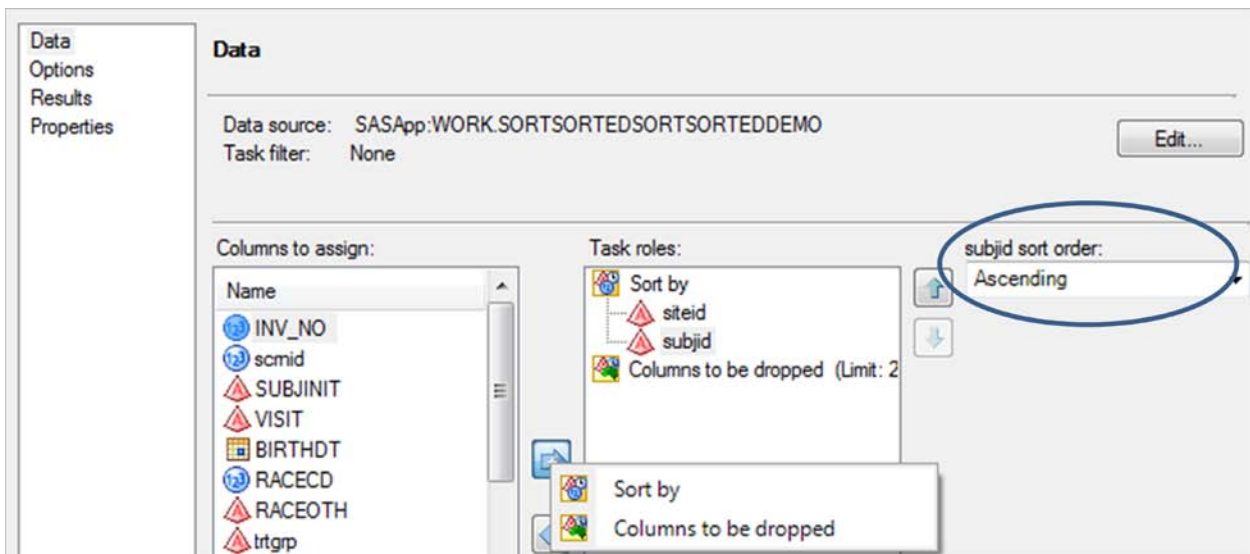 Data
Options
Results
Properties
Data
Data source: SASApp:WORK.SORTSORTEDSORTSORTEDDEMO
Task filter: None
Edit...
Columns to assign:
Name
INV_NO
scmid
SUBJINIT
VISIT
BIRTHDT
RACECD
RACEOTH
trtgrp
Task roles:
Sort by
siteid
subjid
Columns to be dropped (Limit: 2
subjid sort order:
Ascending
Sort by
Columns to be dropped